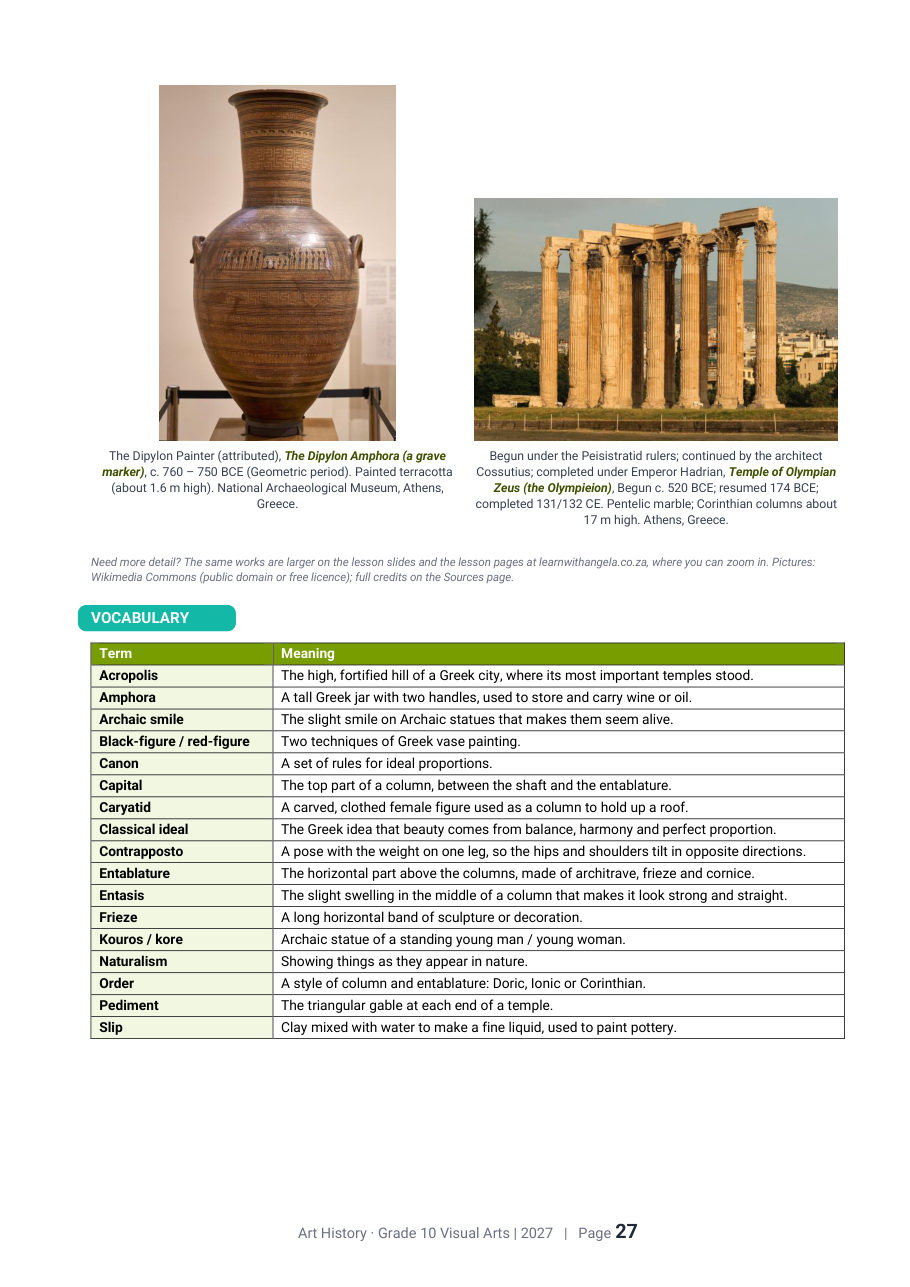 The Dipylon Painter (attributed), The Dipylon Amphora (a grave
marker), c. 760 – 750 BCE (Geometric period). Painted terracotta
(about 1.6 m high). National Archaeological Museum, Athens,
Greece.
Begun under the Peisistratid rulers; continued by the architect
Cossutius; completed under Emperor Hadrian, Temple of Olympian
Zeus (the Olympieion), Begun c. 520 BCE; resumed 174 BCE;
completed 131/132 CE. Pentelic marble; Corinthian columns about
17 m high. Athens, Greece.
Need more detail? The same works are larger on the lesson slides and the lesson pages at learnwithangela.co.za, where you can zoom in. Pictures:
Wikimedia Commons (public domain or free licence); full credits on the Sources page.
VOCABULARY
Term Meaning
Acropolis The high, fortified hill of a Greek city, where its most important temples stood.
Amphora A tall Greek jar with two handles, used to store and carry wine or oil.
Archaic smile The slight smile on Archaic statues that makes them seem alive.
Black-figure / red-figure Two techniques of Greek vase painting.
Canon A set of rules for ideal proportions.
Capital The top part of a column, between the shaft and the entablature.
Caryatid A carved, clothed female figure used as a column to hold up a roof.
Classical ideal The Greek idea that beauty comes from balance, harmony and perfect proportion.
Contrapposto A pose with the weight on one leg, so the hips and shoulders tilt in opposite directions.
Entablature The horizontal part above the columns, made of architrave, frieze and cornice.
Entasis The slight swelling in the middle of a column that makes it look strong and straight.
Frieze A long horizontal band of sculpture or decoration.
Kouros / kore Archaic statue of a standing young man / young woman.
Naturalism Showing things as they appear in nature.
Order A style of column and entablature: Doric, Ionic or Corinthian.
Pediment The triangular gable at each end of a temple.
Slip Clay mixed with water to make a fine liquid, used to paint pottery.
Art History · Grade 10 Visual Arts | 2027 | Page 27